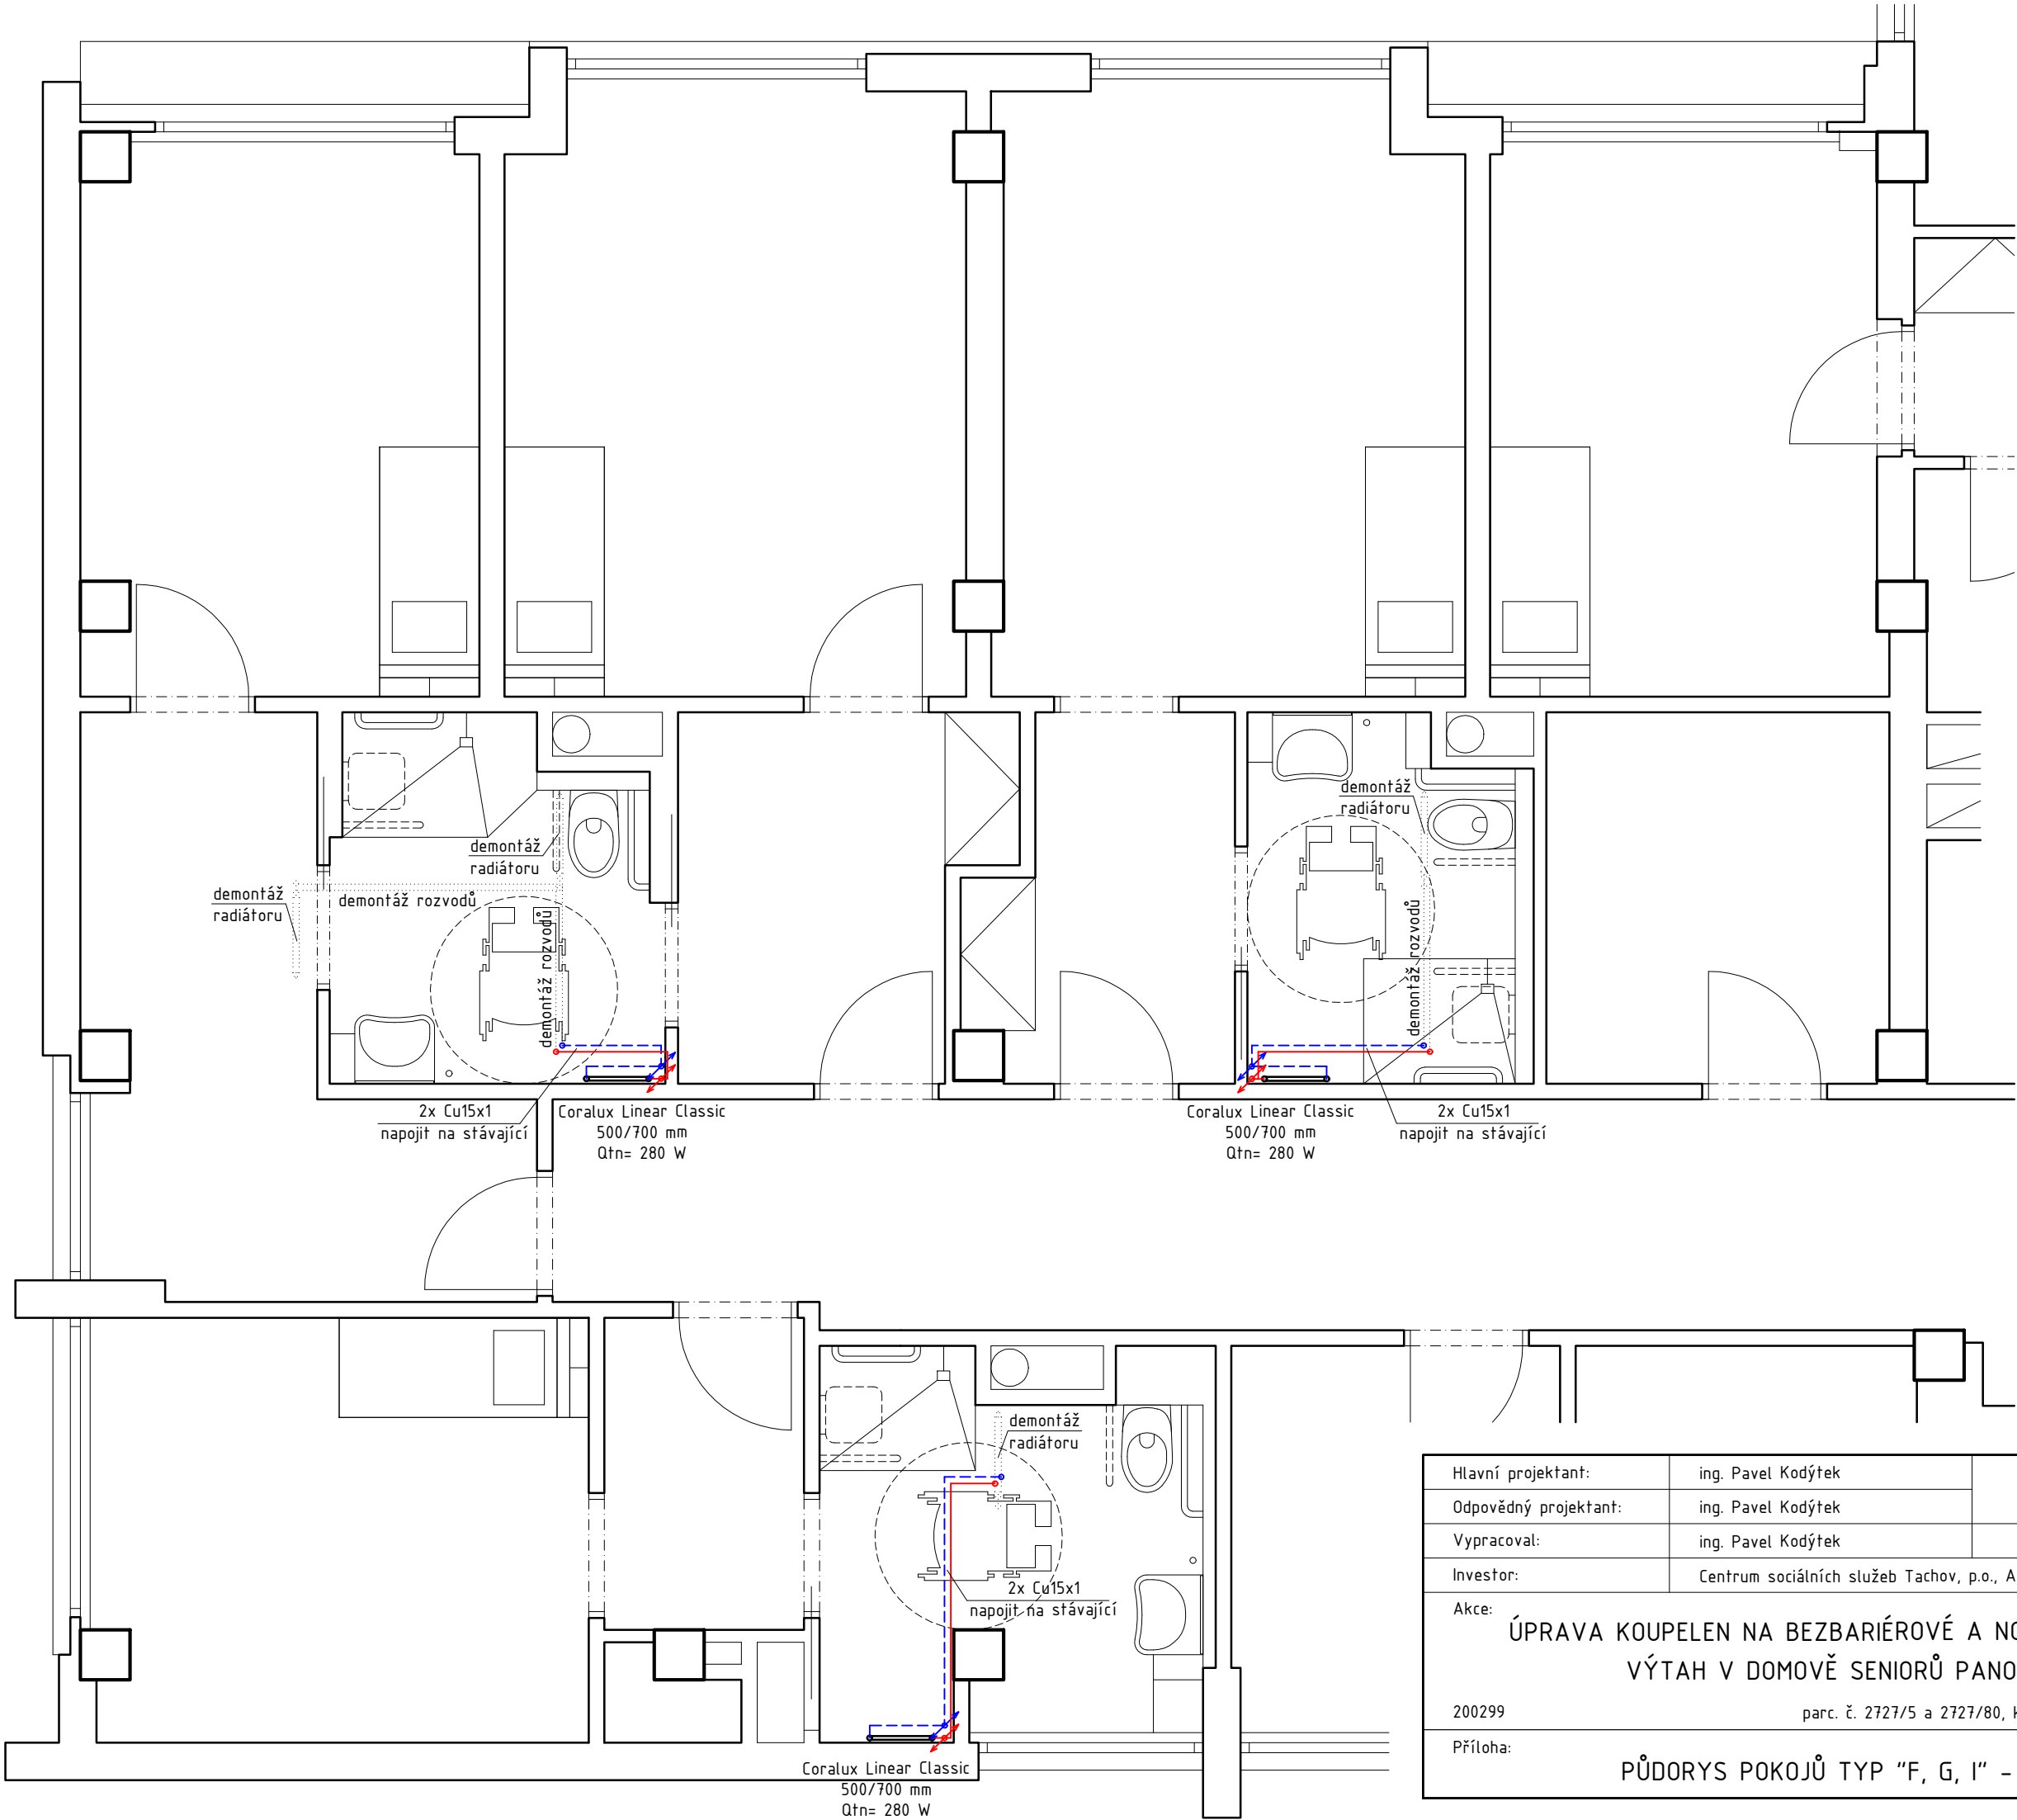 demontáž
radiátoru
demontáž
radiátoru
demontáž
radiátoru
demontáž rozvodů
demontáž rozvodů
demontáž rozvodů
2x Cu15x1
napojit na stávající
Coralux Linear Classic
500/700 mm
Qtn= 280 W
Coralux Linear Classic
500/700 mm
Qtn= 280 W
2x Cu15x1
napojit na stávající
demontáž
radiátoru
2x Cu15x1
napojit na stávající
Coralux Linear Classic
500/700 mm
Qtn= 280 W
Hlavní projektant: ing. Pavel Kodýtek
Odpovědný projektant: ing. Pavel Kodýtek
Vypracoval: ing. Pavel Kodýtek
Investor: Centrum sociálních služeb Tachov, p.o., A
Akce:
ÚPRAVA KOUPELEN NA BEZBARIÉROVÉ A NO
VÝTAH V DOMOVĚ SENIORŮ PANO
200299 parc. č. 2727/5 a 2727/80, k
Příloha:
PŮDORYS POKOJŮ TYP "F, G, I" -